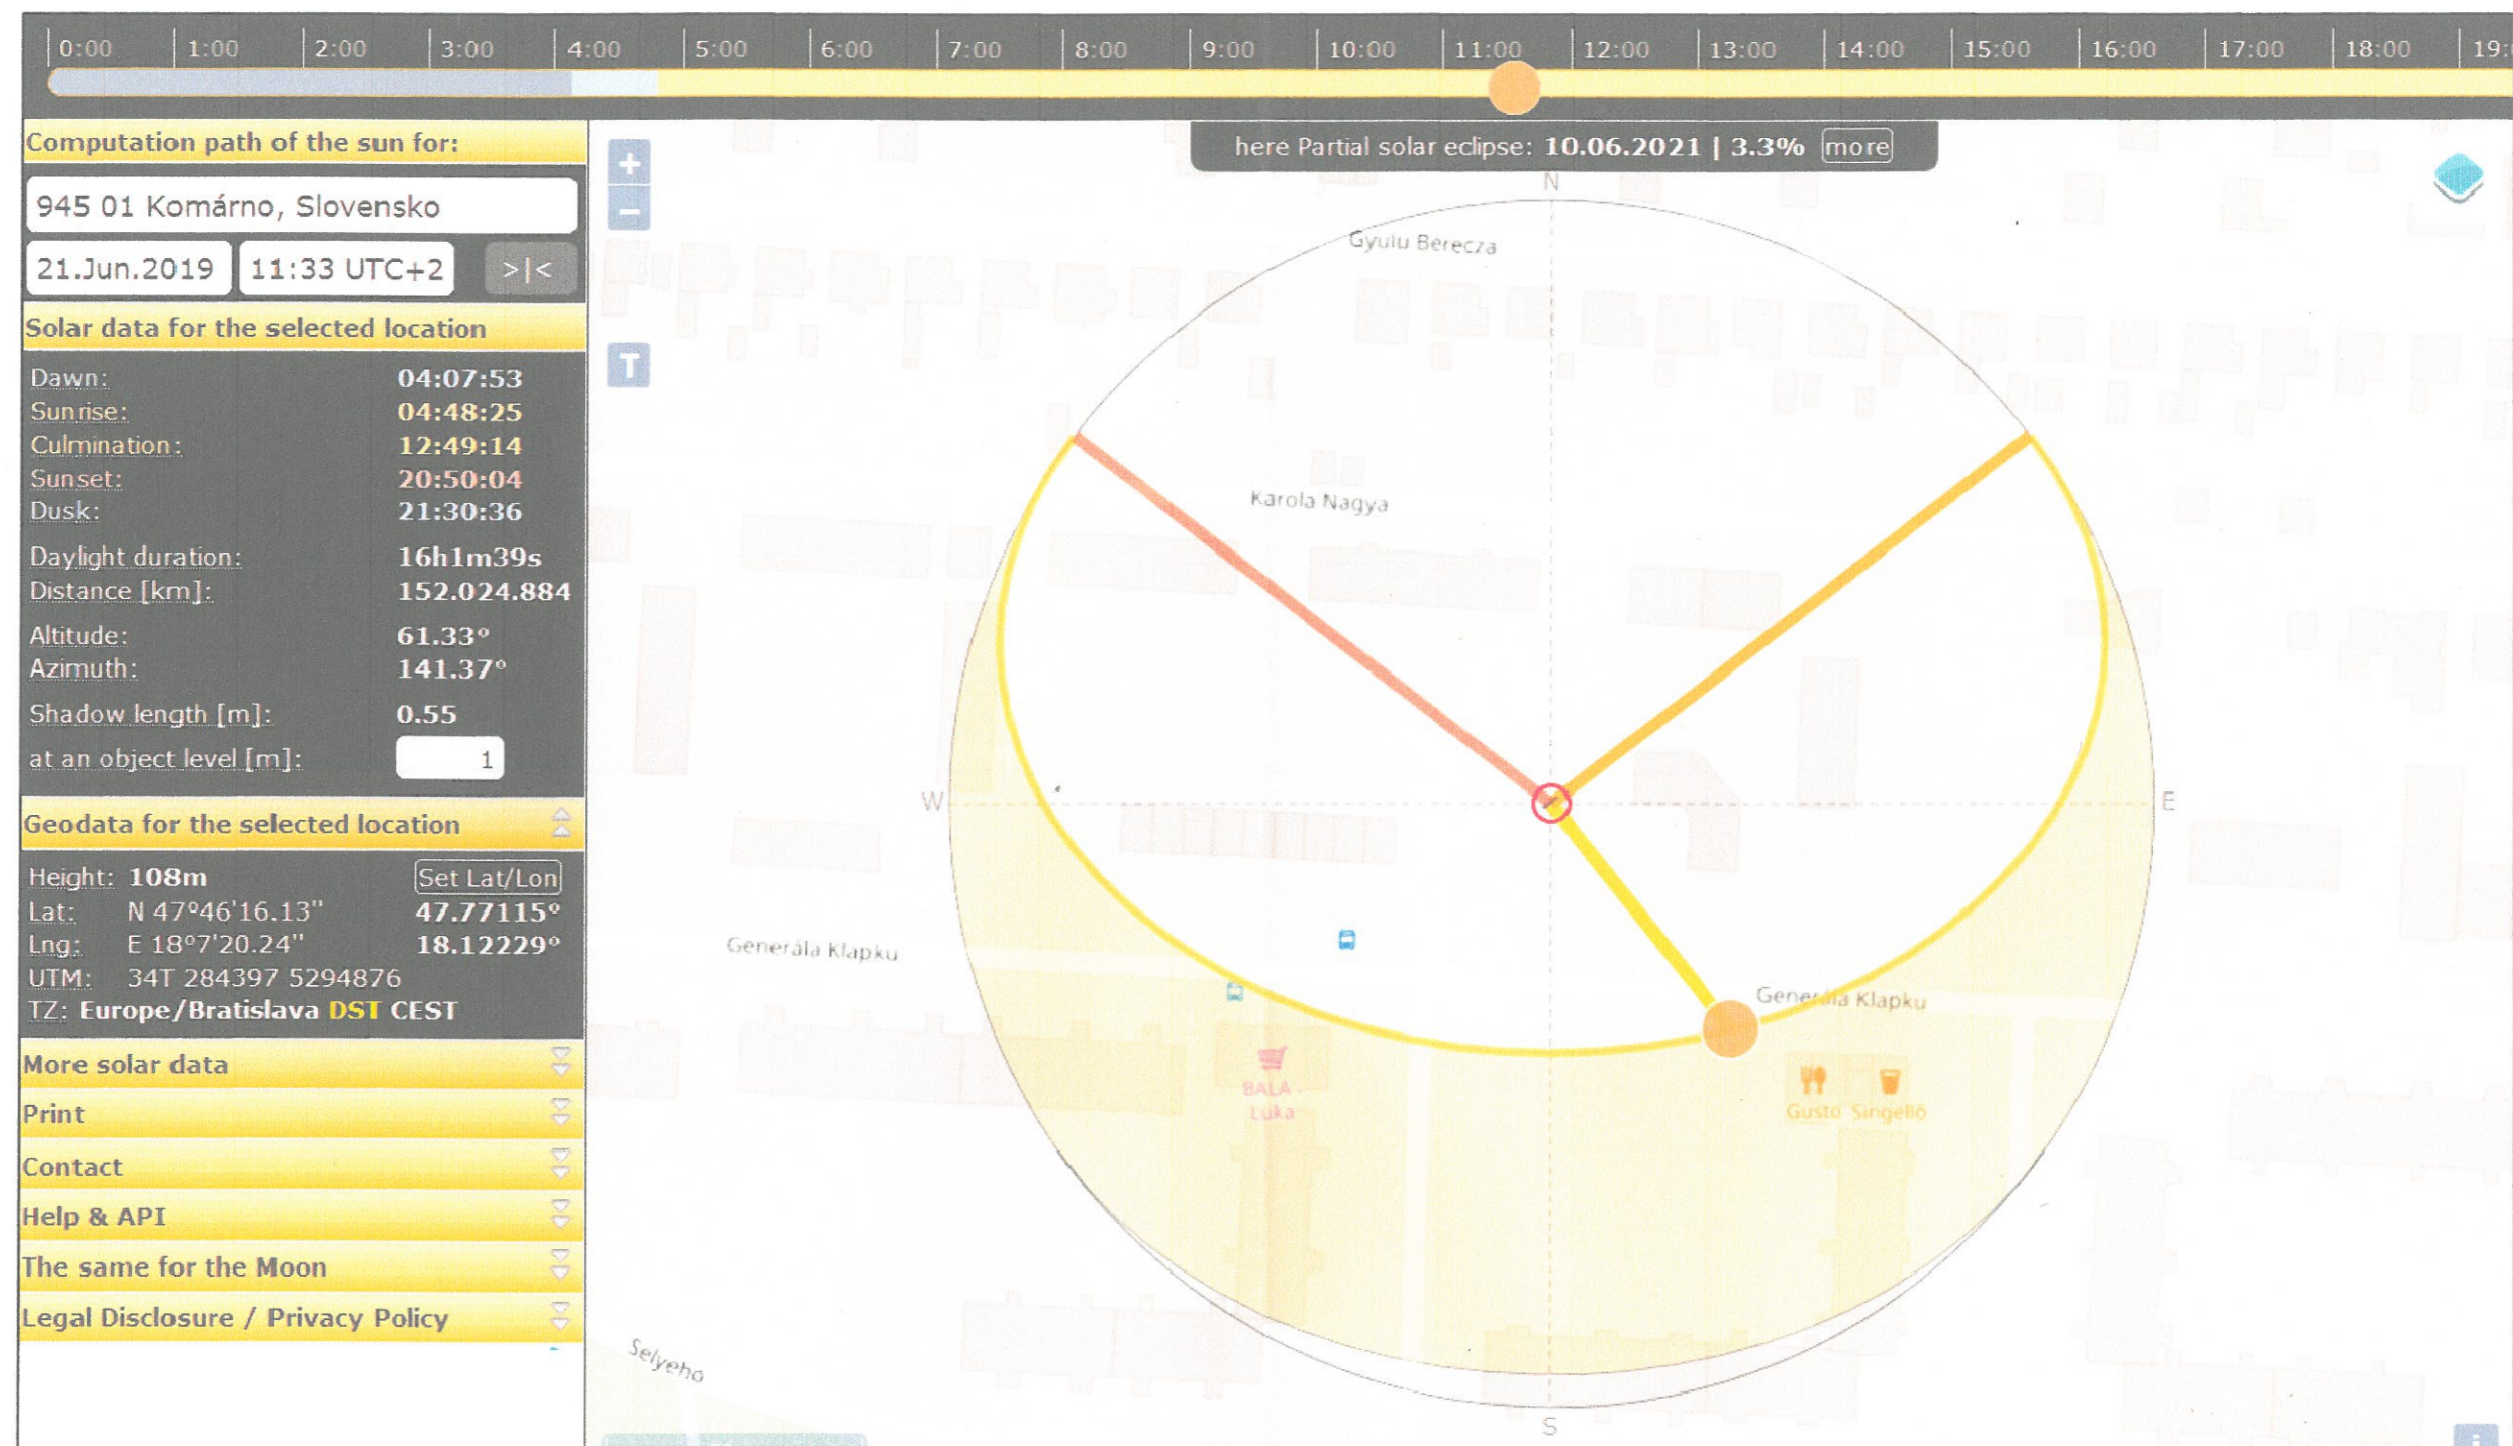 0:00 1:00 2:00 3:00 4:00 5:00 6:00 7:00 8:00 9:00 10:00 11:00 12:00 13:00 14:00 15:00 16:00 17:00 18:00 19:
Computation path of the sun for:
945 01 Komárno, Slovensko
21.Jun.2019 11:33 UTC+2 >|<
Solar data for the selected location
Dawn: 04:07:53
Sunrise: 04:48:25
Culmination: 12:49:14
Sunset: 20:50:04
Dusk: 21:30:36
Daylight duration: 16h1m39s
Distance [km]: 152.024.884
Altitude: 61.33°
Azimuth: 141.37°
Shadow length [m]: 0.55
at an object level [m]: 1
Geodata for the selected location
Height: 108m Set Lat/Lon
Lat: N 47°46'16.13" 47.77115°
Lng: E 18°7'20.24" 18.12229°
UTM: 34T 284397 5294876
TZ: Europe/Bratislava DST CEST
More solar data
Print
Contact
Help & API
The same for the Moon
Legal Disclosure / Privacy Policy
+
−
T
here Partial solar eclipse: 10.06.2021 | 3.3% more
N
Gyulu Berecza
Karola Nagya
W
E
Generála Klapku
Generála Klapku
BALA
Lúka
Gusto Singelló
Selyeho
S
i